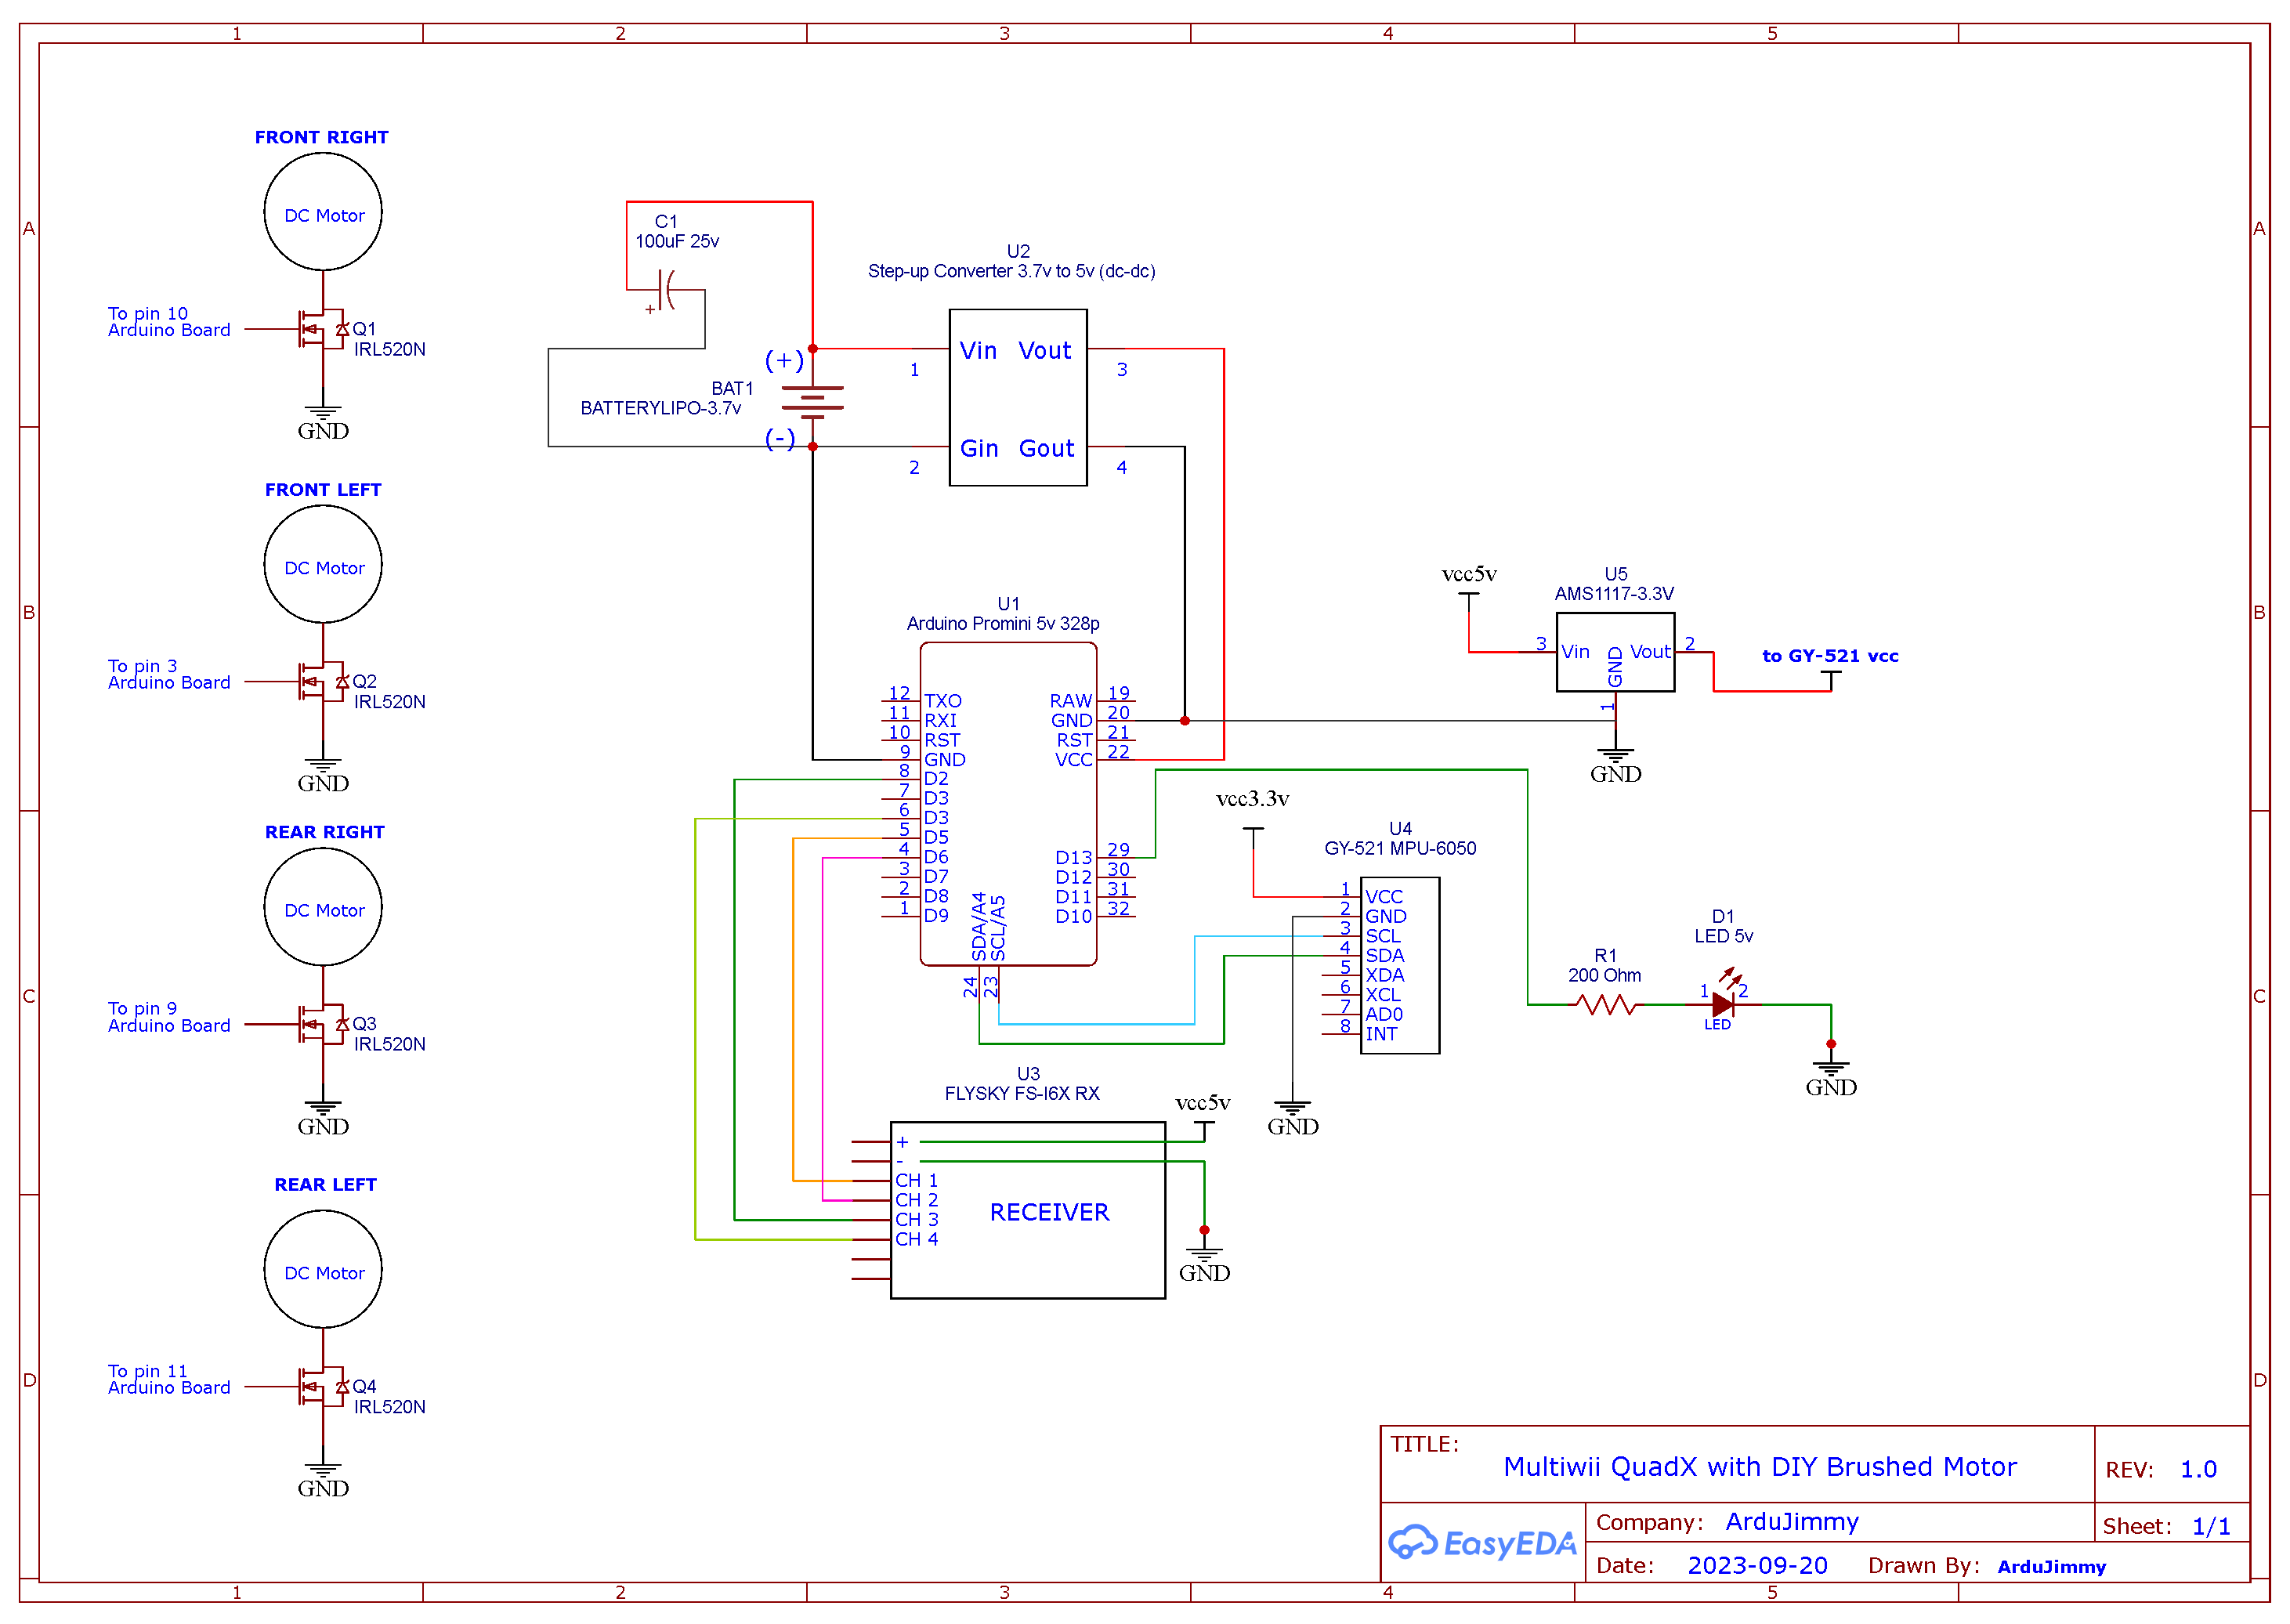 1 2 3 4 5
A
B
C
D
A
B
C
D
1 2 3 4 5
FRONT RIGHT
DC Motor
To pin 10
Arduino Board
Q1
IRL520N
GND
FRONT LEFT
DC Motor
To pin 3
Arduino Board
Q2
IRL520N
GND
REAR RIGHT
DC Motor
To pin 9
Arduino Board
Q3
IRL520N
GND
REAR LEFT
DC Motor
To pin 11
Arduino Board
Q4
IRL520N
GND
C1
100uF 25v
+
(+)
BAT1
BATTERYLIPO-3.7v
(-)
U2
Step-up Converter 3.7v to 5v (dc-dc)
Vin Vout
1 3
Gin Gout
2 4
U1
Arduino Promini 5v 328p
12 TXO
11 RXI
10 RST
9 GND
8 D2
7 D3
6 D3
5 D5
4 D6
3 D7
2 D8
1 D9
RAW 19
GND 20
RST 21
VCC 22
D13 29
D12 30
D11 31
D10 32
SDA/A4
SCL/A5
24
23
vcc5v
U5
AMS1117-3.3V
3 Vin Vout 2
GND
1
GND
to GY-521 vcc
vcc3.3v
U4
GY-521 MPU-6050
1 VCC
2 GND
3 SCL
4 SDA
5 XDA
6 XCL
7 AD0
8 INT
GND
R1
200 Ohm
D1
LED 5v
1 2
LED
GND
U3
FLYSKY FS-I6X RX
vcc5v
+
-
CH 1
CH 2
CH 3
CH 4
RECEIVER
GND
TITLE:
Multiwii QuadX with DIY Brushed Motor
REV: 1.0
EasyEDA
Company: ArduJimmy
Sheet: 1/1
Date: 2023-09-20 Drawn By: ArduJimmy